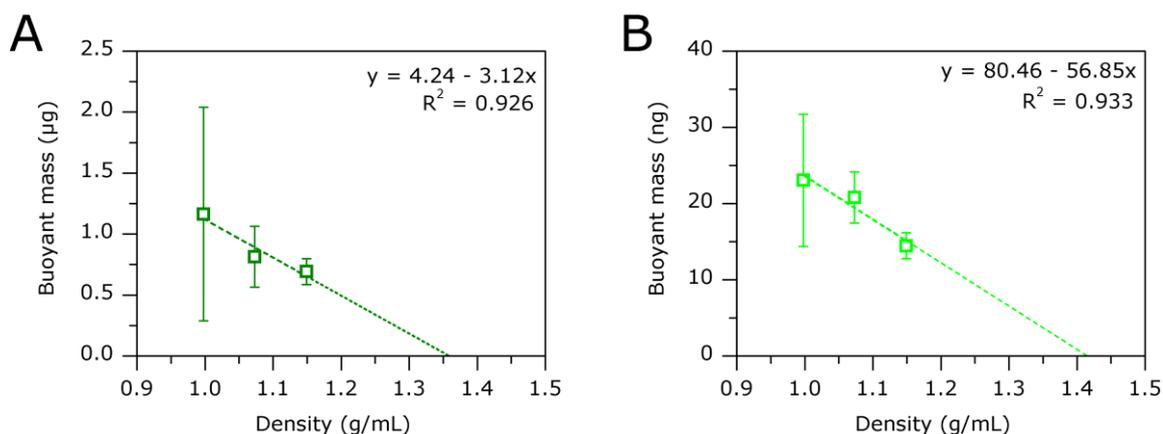 A
y = 4.24 - 3.12x
R² = 0.926
2.5
2.0
1.5
1.0
0.5
0.0
Buoyant mass (µg)
0.9 1.0 1.1 1.2 1.3 1.4 1.5
Density (g/mL)
B
y = 80.46 - 56.85x
R² = 0.933
40
30
20
10
0
Buoyant mass (ng)
0.9 1.0 1.1 1.2 1.3 1.4 1.5
Density (g/mL)